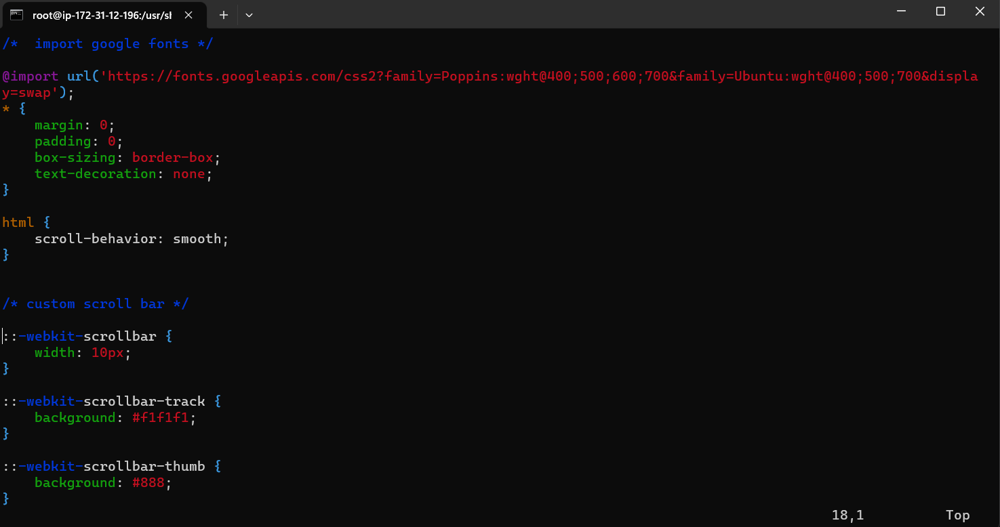 root@ip-172-31-12-196:/usr/sl
/*  import google fonts */
@import url('https://fonts.googleapis.com/css2?family=Poppins:wght@400;500;600;700&family=Ubuntu:wght@400;500;700&displa
y=swap');
* {
    margin: 0;
    padding: 0;
    box-sizing: border-box;
    text-decoration: none;
}
html {
    scroll-behavior: smooth;
}
/* custom scroll bar */
::-webkit-scrollbar {
    width: 10px;
}
::-webkit-scrollbar-track {
    background: #f1f1f1;
}
::-webkit-scrollbar-thumb {
    background: #888;
}
18,1 Top